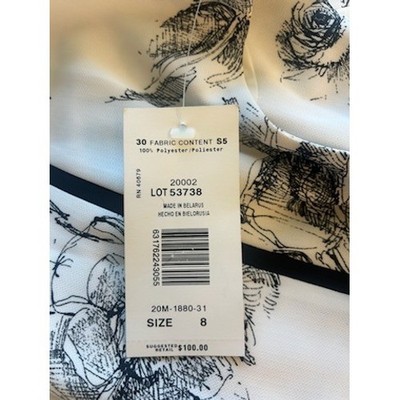 30 FABRIC CONTENT S5
100% Polyester/Poliester
RN 40679
20002
LOT 53738
MADE IN BELARUS
HECHO EN BIELORUSIA
631762243055
20M-1880-31
SIZE 8
SUGGESTED RETAIL $100.00